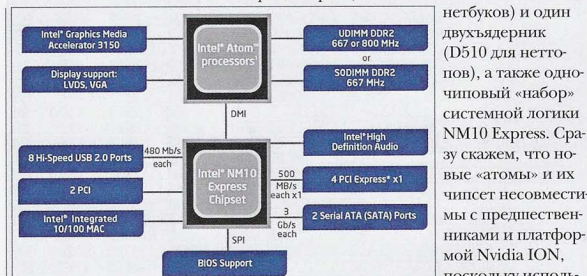 Intel® Graphics Media
Accelerator 3150
Display support:
LVDS, VGA
Intel® Atom™
processors¹
UDIMM DDR2
667 or 800 MHz
or
SODIMM DDR2
667 MHz
DMI
8 Hi-Speed USB 2.0 Ports
480 Mb/s
each
2 PCI
Intel® Integrated
10/100 MAC
Intel® NM10
Express
Chipset
Intel® High
Definition Audio
500
MB/s
each x1
4 PCI Express* x1
3
Gb/s
each
2 Serial ATA (SATA) Ports
SPI
BIOS Support
нетбуков) и один
двухъядерник
(D510 для нетто-
пов), а также одно-
чиповый «набор»
системной логики
NM10 Express. Сра-
зу скажем, что но-
вые «атомы» и их
чипсет несовмести-
мы с предшествен-
никами и платфор-
мой Nvidia ION,